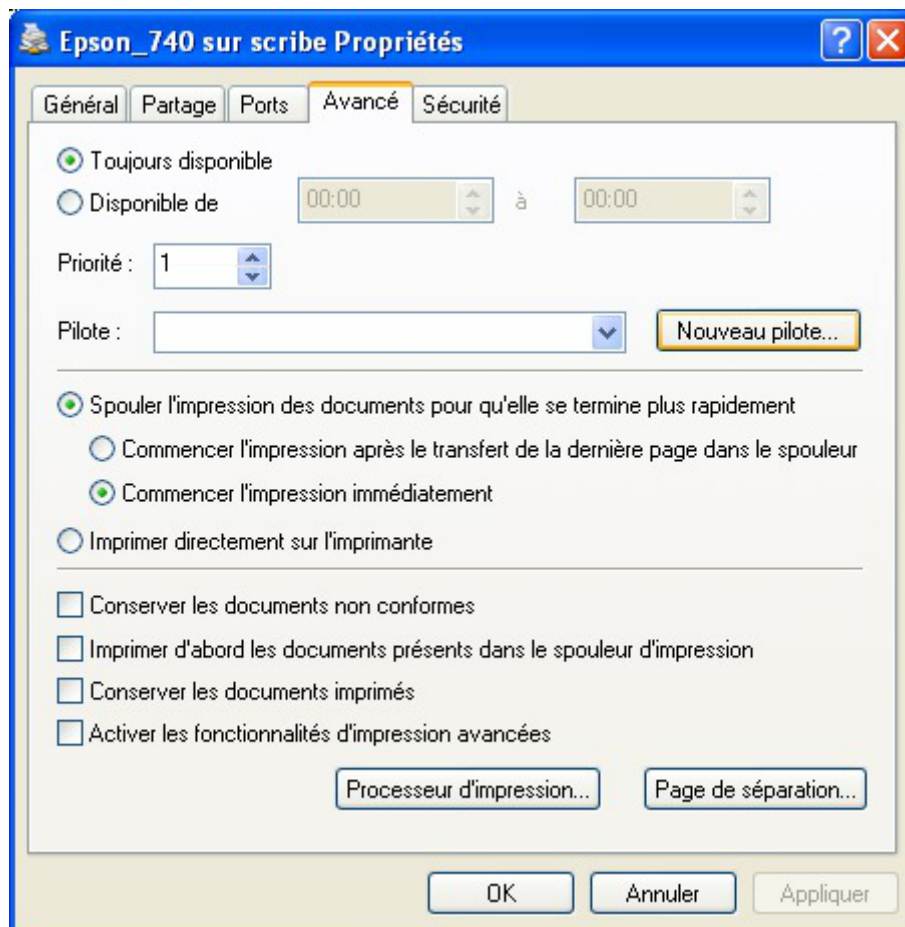 Epson_740 sur scribe Propriétés
Général Partage Ports Avancé Sécurité
Toujours disponible
Disponible de 00:00 à 00:00
Priorité : 1
Pilote : Nouveau pilote...
Spouler l'impression des documents pour qu'elle se termine plus rapidement
Commencer l'impression après le transfert de la dernière page dans le spouleur
Commencer l'impression immédiatement
Imprimer directement sur l'imprimante
Conserver les documents non conformes
Imprimer d'abord les documents présents dans le spouleur d'impression
Conserver les documents imprimés
Activer les fonctionnalités d'impression avancées
Processeur d'impression... Page de séparation...
OK Annuler Appliquer